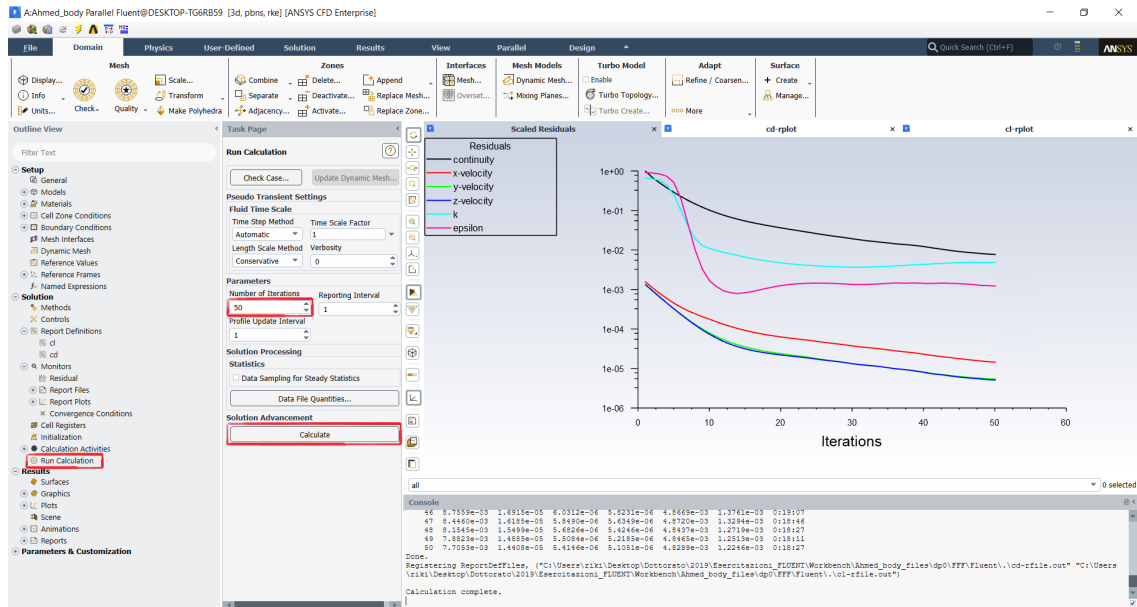 A:Ahmed_body Parallel Fluent@DESKTOP-TG6RB59 [3d, pbns, rke] [ANSYS CFD Enterprise]
File Domain Physics User-Defined Solution Results View Parallel Design
Quick Search (Ctrl+F)
ANSYS
Mesh
Display...
Info
Units...
Check
Quality
Scale...
Transform
Make Polyhedra
Zones
Combine
Separate
Adjacency...
Delete...
Deactivate...
Activate...
Append
Replace Mesh...
Replace Zone...
Interfaces
Mesh...
Overset...
Mesh Models
Dynamic Mesh...
Mixing Planes...
Turbo Model
Enable
Turbo Topology...
Turbo Create...
Adapt
Refine / Coarsen...
More
Surface
Create
Manage...
Outline View
Filter Text
Setup
General
Models
Materials
Cell Zone Conditions
Boundary Conditions
Mesh Interfaces
Dynamic Mesh
Reference Values
Reference Frames
Named Expressions
Solution
Methods
Controls
Report Definitions
cl
cd
Monitors
Residual
Report Files
Report Plots
Convergence Conditions
Cell Registers
Initialization
Calculation Activities
Run Calculation
Results
Surfaces
Graphics
Plots
Scene
Animations
Reports
Parameters & Customization
Task Page
Run Calculation
Check Case...
Update Dynamic Mesh...
Pseudo Transient Settings
Fluid Time Scale
Time Step Method Time Scale Factor
Automatic 1
Length Scale Method Verbosity
Conservative 0
Parameters
Number of Iterations Reporting Interval
50 1
Profile Update Interval
1
Solution Processing
Statistics
Data Sampling for Steady Statistics
Data File Quantities...
Solution Advancement
Calculate
Scaled Residuals
cd-rplot
cl-rplot
Residuals
continuity
x-velocity
y-velocity
z-velocity
k
epsilon
1e+00
1e-01
1e-02
1e-03
1e-04
1e-05
1e-06
0 10 20 30 40 50 60
Iterations
all
0 selected
Console
46 8.7559e-03 1.6915e-05 6.0312e-06 5.8231e-06 4.8669e-03 1.3761e-03 0:19:07
47 8.4460e-03 1.6185e-05 5.8490e-06 5.6349e-06 4.8720e-03 1.3294e-03 0:18:46
48 8.1545e-03 1.5499e-05 5.6826e-06 5.4246e-06 4.8437e-03 1.2719e-03 0:18:27
49 7.8823e-03 1.4885e-05 5.5084e-06 5.2185e-06 4.8465e-03 1.2513e-03 0:18:11
50 7.7053e-03 1.4408e-05 5.4146e-06 5.1051e-06 4.8289e-03 1.2246e-03 0:18:27
Done.
Registering ReportDefFiles, ("C:\Users\riki\Desktop\Dottorato\2019\Esercitazioni_FLUENT\Workbench\Ahmed_body_files\dp0\FFF\Fluent\.\cd-rfile.out" "C:\Users
\riki\Desktop\Dottorato\2019\Esercitazioni_FLUENT\Workbench\Ahmed_body_files\dp0\FFF\Fluent\.\cl-rfile.out")
Calculation complete.